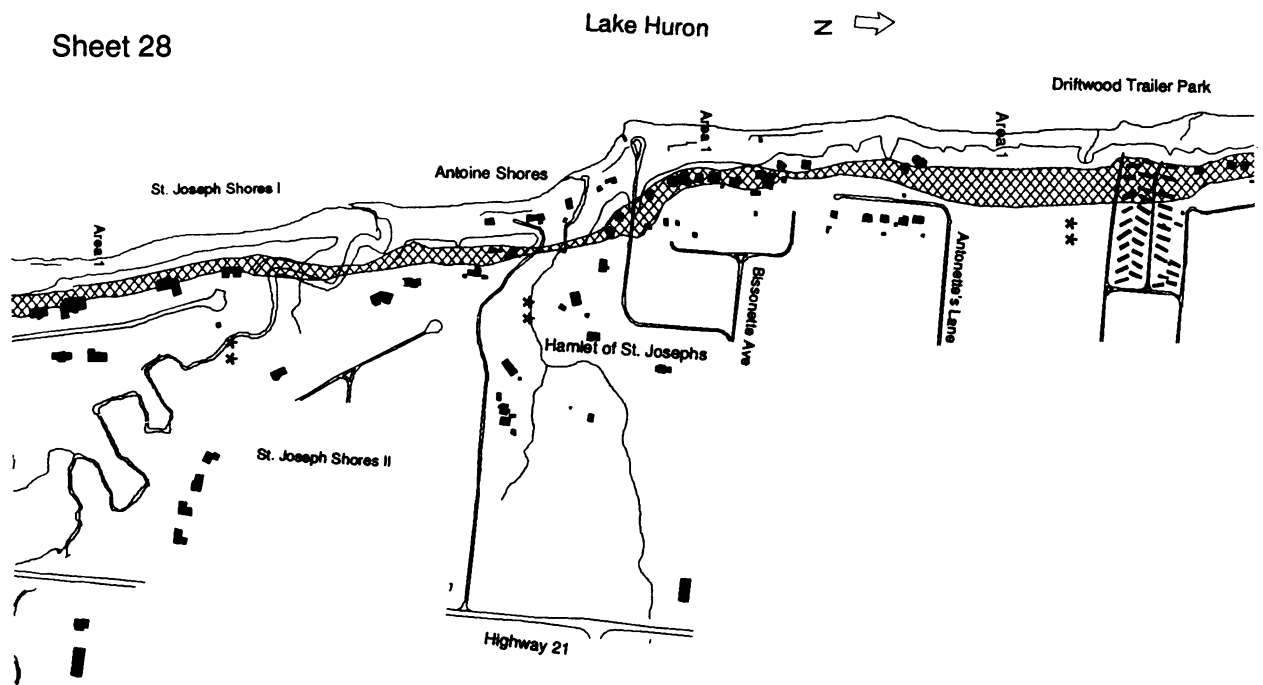 Sheet 28
Lake Huron
N
Driftwood Trailer Park
Area 1
Area 1
Antoine Shores
St. Joseph Shores I
Area 1
**
**
**
Antonette's Lane
Bissonette Ave
Hamlet of St. Josephs
St. Joseph Shores II
Highway 21